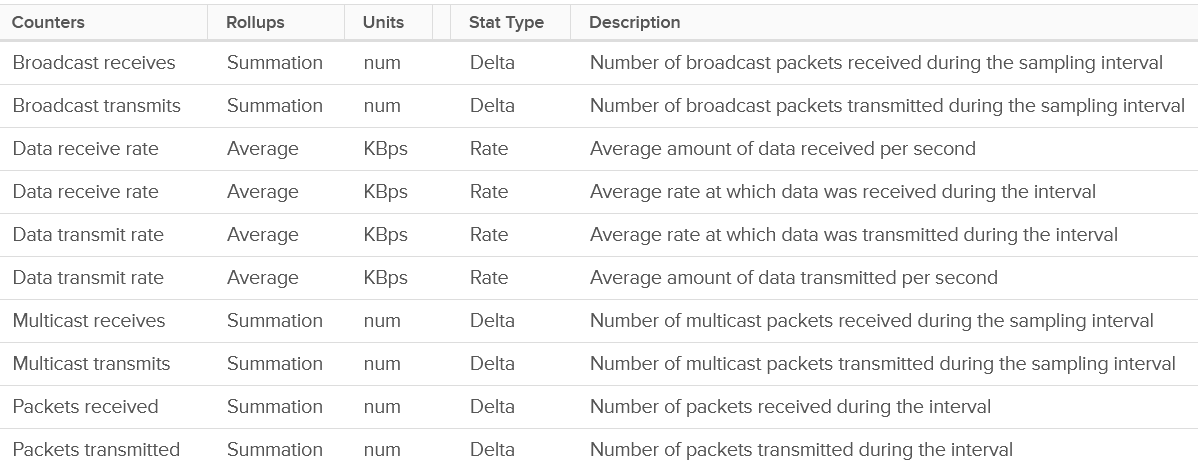 Counters Rollups Units Stat Type Description
Broadcast receives Summation num Delta Number of broadcast packets received during the sampling interval
Broadcast transmits Summation num Delta Number of broadcast packets transmitted during the sampling interval
Data receive rate Average KBps Rate Average amount of data received per second
Data receive rate Average KBps Rate Average rate at which data was received during the interval
Data transmit rate Average KBps Rate Average rate at which data was transmitted during the interval
Data transmit rate Average KBps Rate Average amount of data transmitted per second
Multicast receives Summation num Delta Number of multicast packets received during the sampling interval
Multicast transmits Summation num Delta Number of multicast packets transmitted during the sampling interval
Packets received Summation num Delta Number of packets received during the interval
Packets transmitted Summation num Delta Number of packets transmitted during the interval